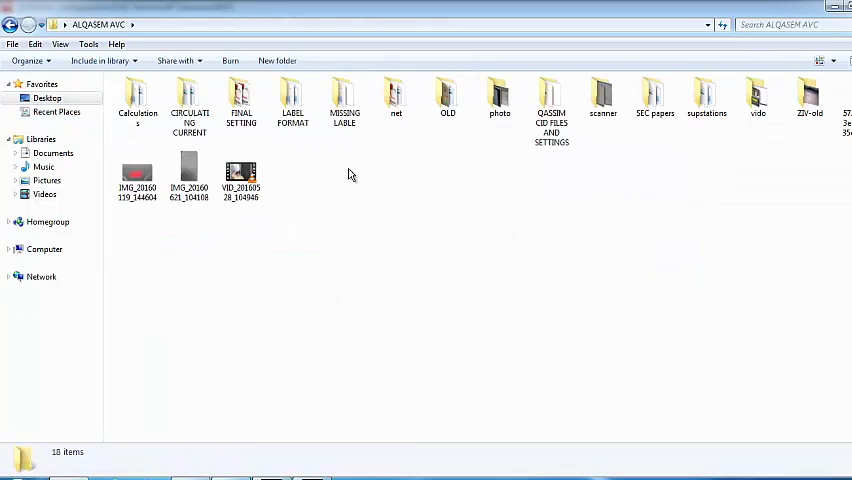 ALQASEM AVC
Search ALQASEM AVC
File Edit View Tools Help
Organize Include in library Share with Burn New folder
Favorites
Desktop
Recent Places
Libraries
Documents
Music
Pictures
Videos
Homegroup
Computer
Network
Calculation
s
CIRCULATI
NG
CURRENT
FINAL
SETTING
LABEL
FORMAT
MISSING
LABLE
net
OLD
photo
QASSIM
CID FILES
AND
SETTINGS
scanner
SEC papers
supstations
vido
ZIV-old
57.
3e
35
IMG_20160
119_144604
IMG_20160
621_104108
VID_201605
28_104946
18 items